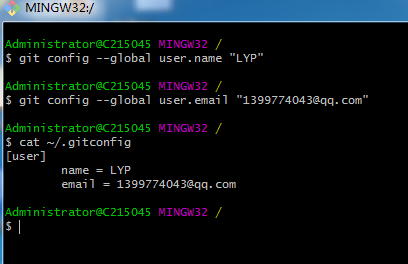 MINGW32:/
Administrator@C215045 MINGW32 /
$ git config --global user.name "LYP"
Administrator@C215045 MINGW32 /
$ git config --global user.email "1399774043@qq.com"
Administrator@C215045 MINGW32 /
$ cat ~/.gitconfig
[user]
        name = LYP
        email = 1399774043@qq.com
Administrator@C215045 MINGW32 /
$